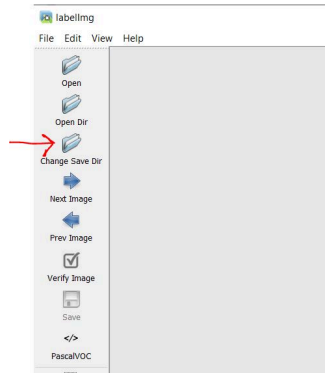 labelImg
File Edit View Help
Open
Open Dir
Change Save Dir
Next Image
Prev Image
Verify Image
Save
</>
PascalVOC